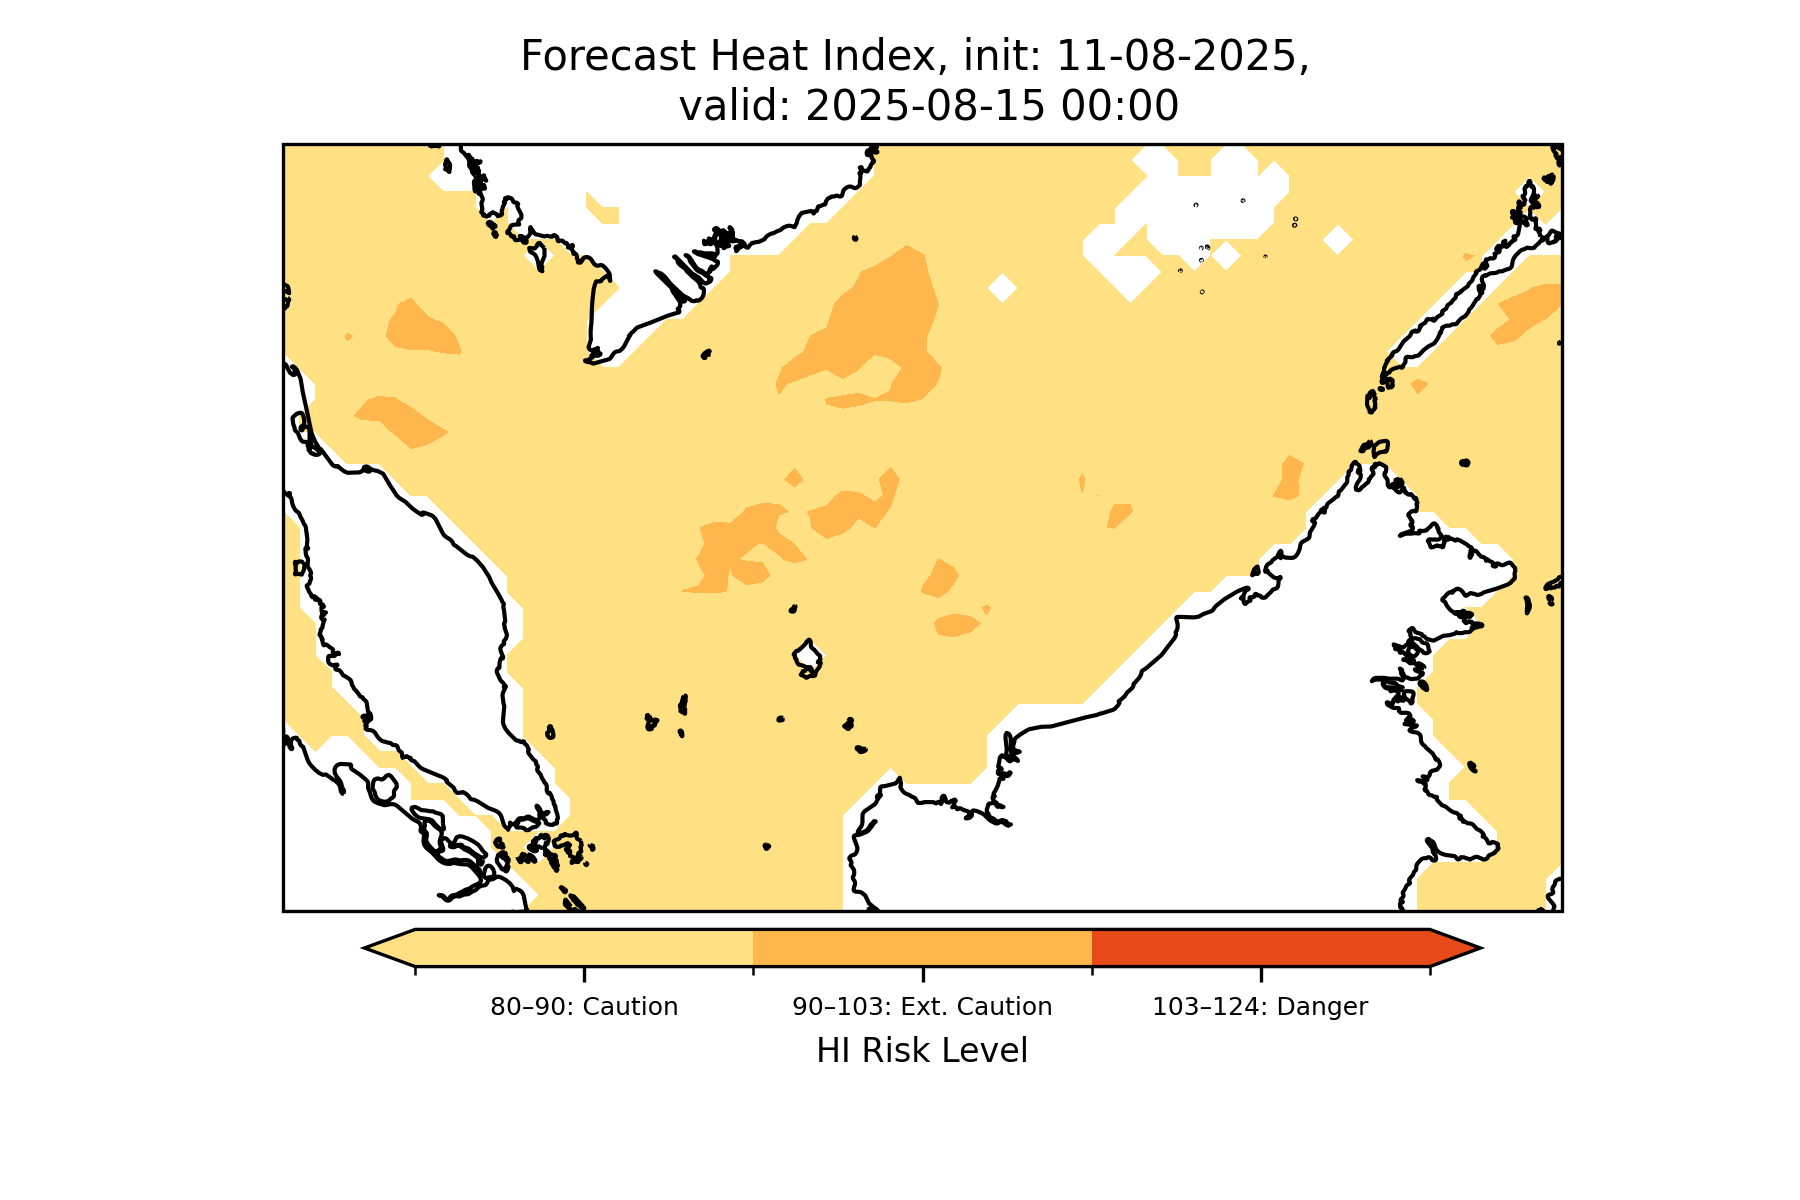 Forecast Heat Index, init: 11-08-2025,
valid: 2025-08-15 00:00
80–90: Caution
90–103: Ext. Caution
103–124: Danger
HI Risk Level